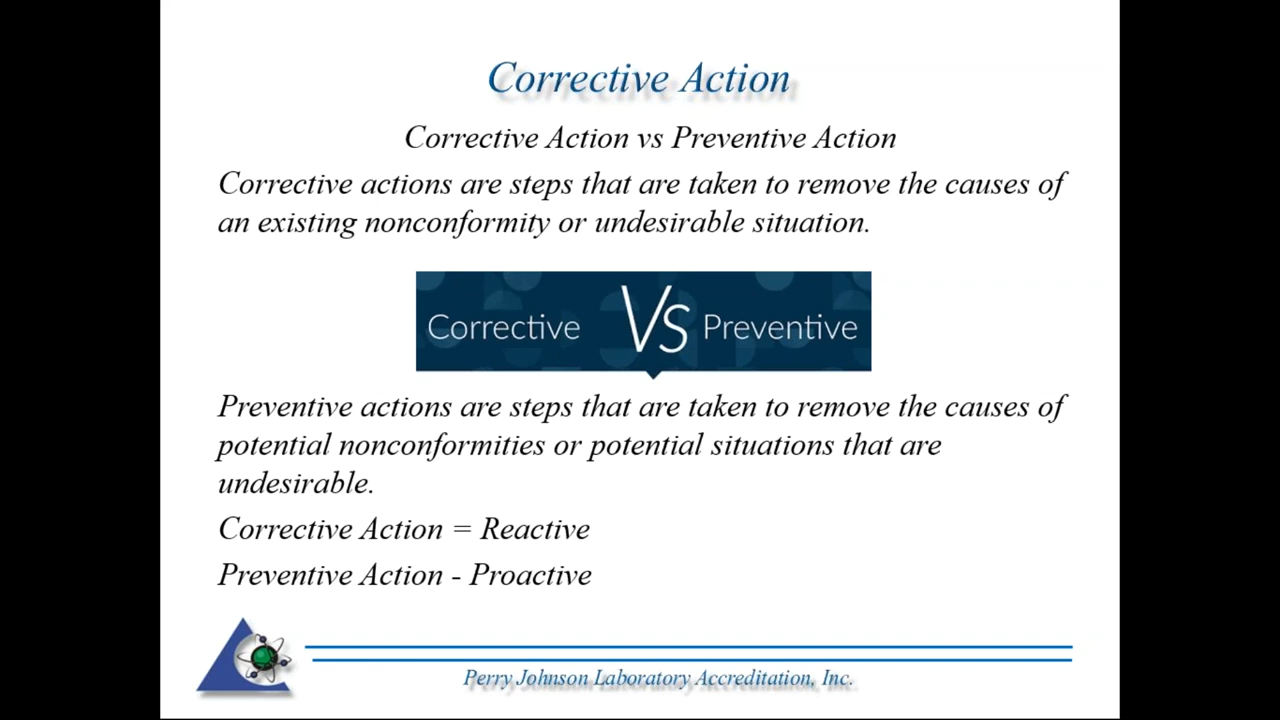 Corrective Action
Corrective Action vs Preventive Action
Corrective actions are steps that are taken to remove the causes of
an existing nonconformity or undesirable situation.
Corrective Vs Preventive
Preventive actions are steps that are taken to remove the causes of
potential nonconformities or potential situations that are
undesirable.
Corrective Action = Reactive
Preventive Action - Proactive
Perry Johnson Laboratory Accreditation, Inc.